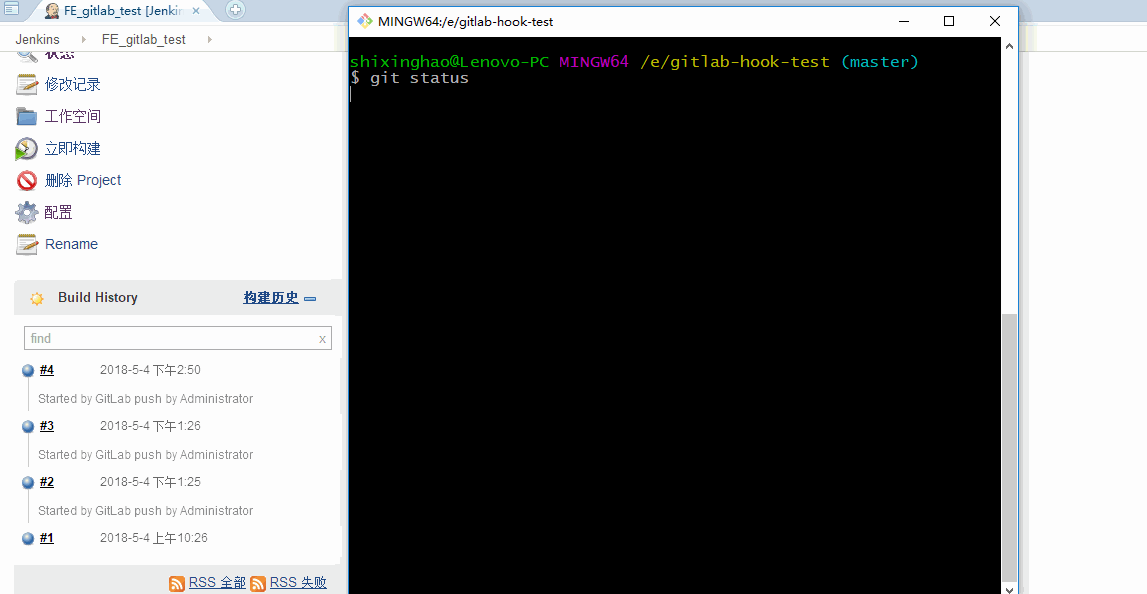 FE_gitlab_test [Jenkin
Jenkins
FE_gitlab_test
状态
修改记录
工作空间
立即构建
删除 Project
配置
Rename
Build History 构建历史
find x
#4 2018-5-4 下午2:50
Started by GitLab push by Administrator
#3 2018-5-4 下午1:26
Started by GitLab push by Administrator
#2 2018-5-4 下午1:25
Started by GitLab push by Administrator
#1 2018-5-4 上午10:26
RSS 全部 RSS 失败
MINGW64:/e/gitlab-hook-test
shixinghao@Lenovo-PC MINGW64 /e/gitlab-hook-test (master)
$ git status